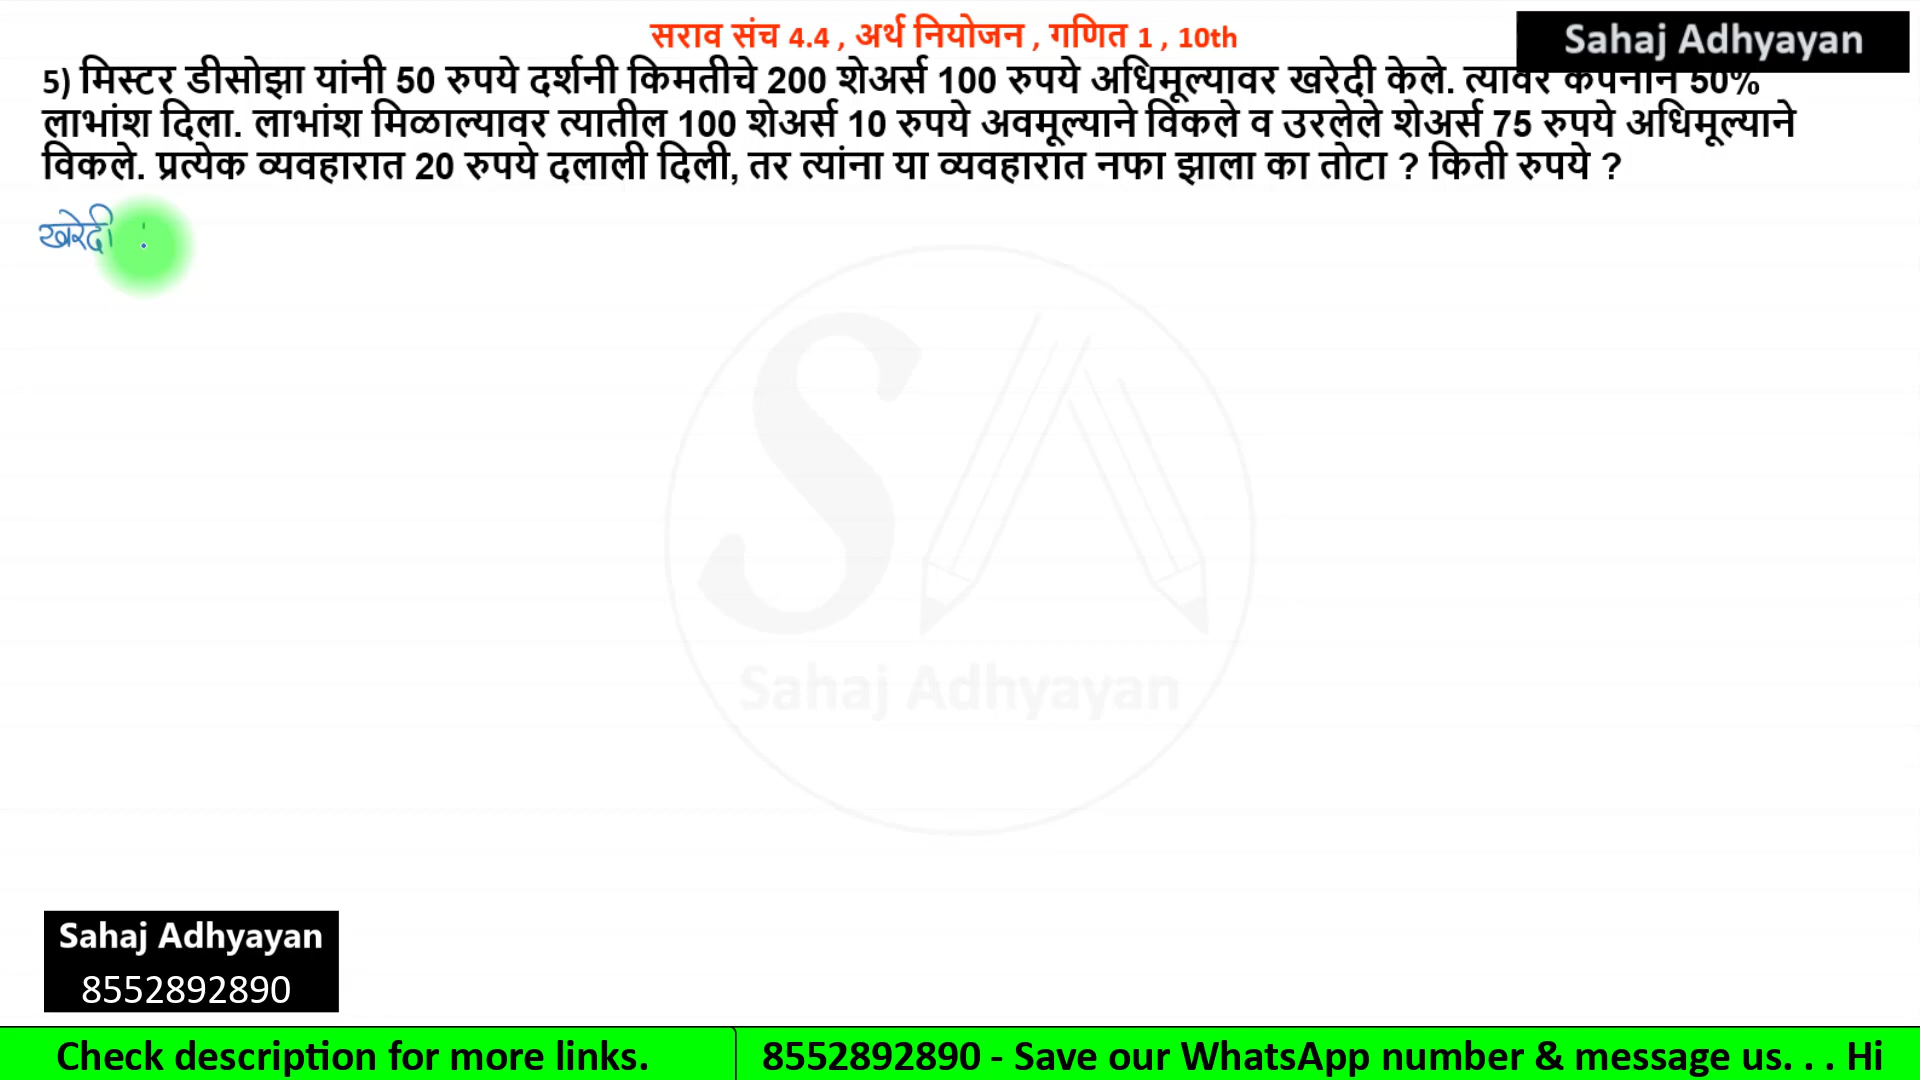 सराव संच 4.4 , अर्थ नियोजन , गणित 1 , 10th
Sahaj Adhyayan
5) मिस्टर डीसोझा यांनी 50 रुपये दर्शनी किमतीचे 200 शेअर्स 100 रुपये अधिमूल्यावर खरेदी केले. त्यावर कंपनीने 50%
लाभांश दिला. लाभांश मिळाल्यावर त्यातील 100 शेअर्स 10 रुपये अवमूल्याने विकले व उरलेले शेअर्स 75 रुपये अधिमूल्याने
विकले. प्रत्येक व्यवहारात 20 रुपये दलाली दिली, तर त्यांना या व्यवहारात नफा झाला का तोटा ? किती रुपये ?
खरेदी :
Sahaj Adhyayan
Sahaj Adhyayan
8552892890
Check description for more links.
8552892890 - Save our WhatsApp number & message us. . . Hi